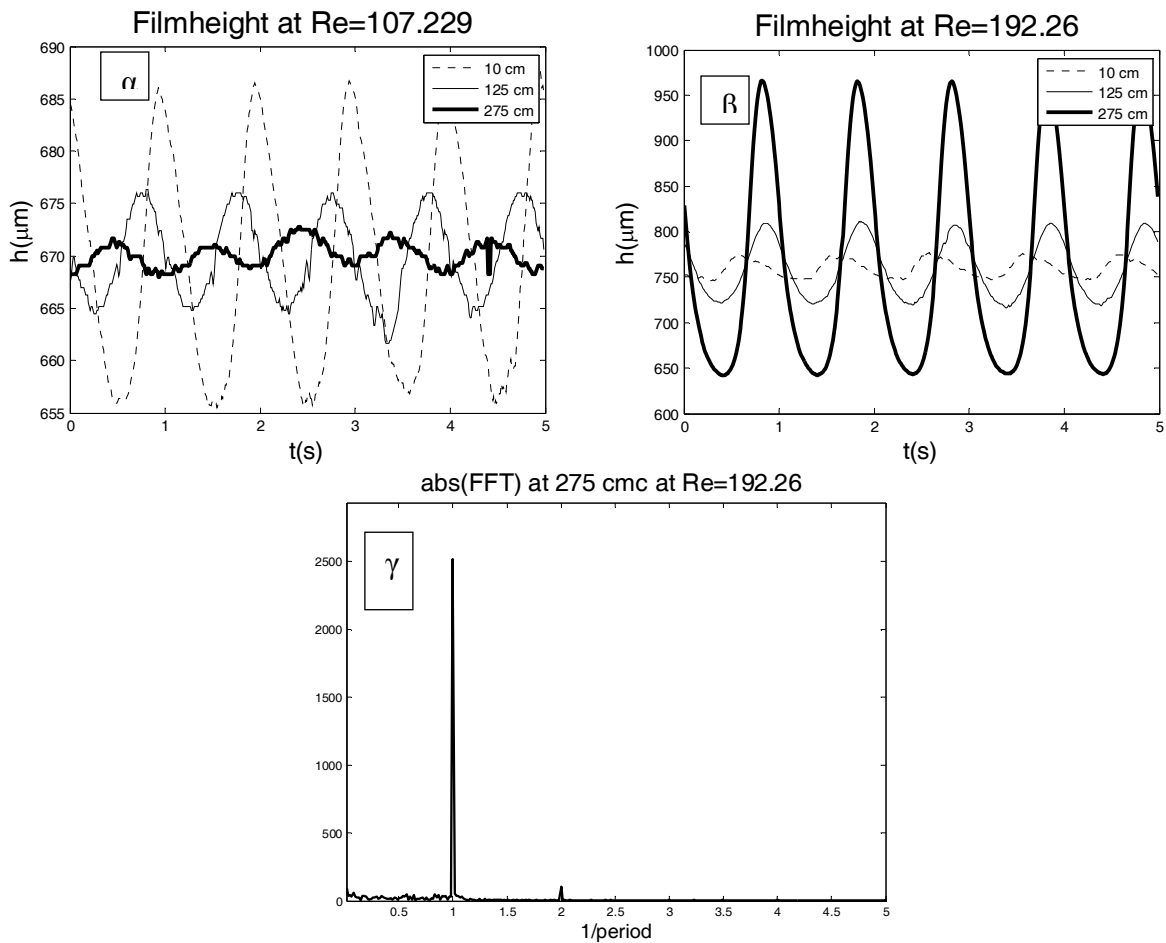 Filmheight at Re=107.229
α
10 cm
125 cm
275 cm
690
685
680
675
670
665
660
655
h(μm)
0
1
2
3
4
5
t(s)
Filmheight at Re=192.26
β
10 cm
125 cm
275 cm
1000
950
900
850
800
750
700
650
600
h(μm)
0
1
2
3
4
5
t(s)
abs(FFT) at 275 cmc at Re=192.26
γ
2500
2000
1500
1000
500
0
0.5
1
1.5
2
2.5
3
3.5
4
4.5
5
1/period